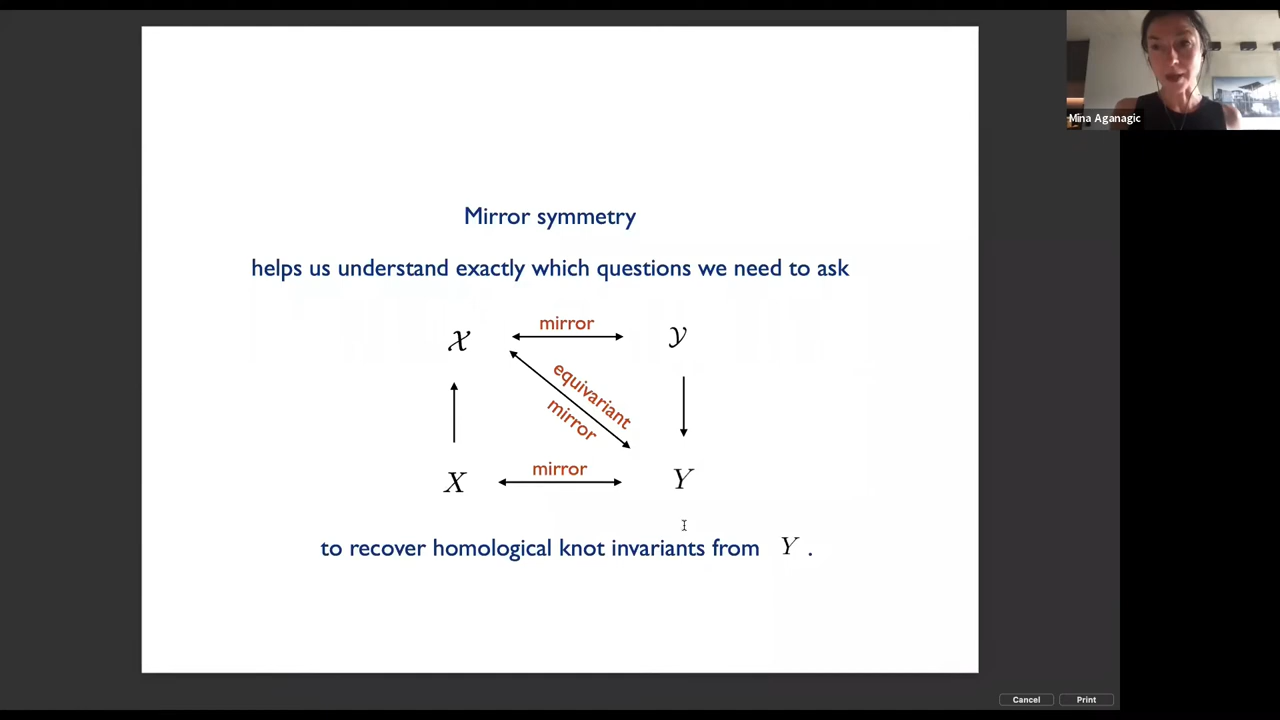 Mina Aganagic
Mirror symmetry
helps us understand exactly which questions we need to ask
𝒳 mirror 𝒴
equivariant
mirror
X mirror Y
to recover homological knot invariants from Y .
Cancel Print